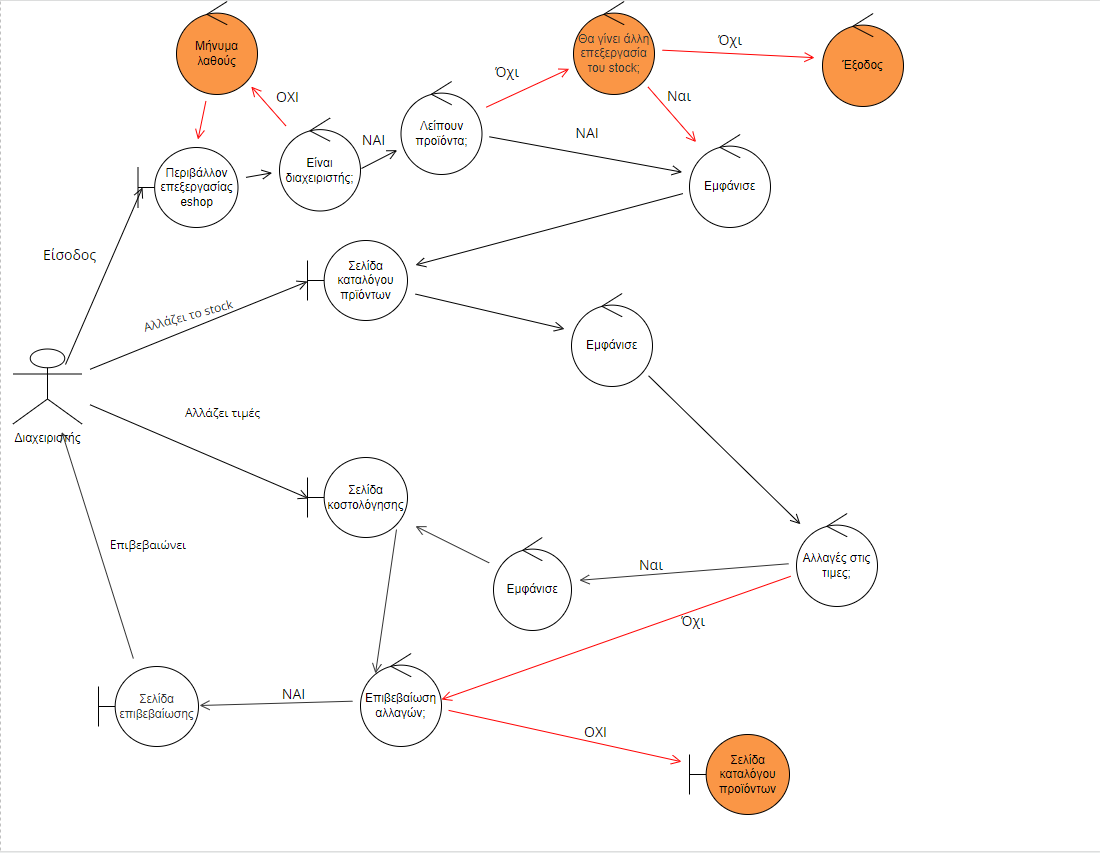 Μήνυμα
λαθούς
Θα γίνει άλλη
επεξεργασία
του stock;
Όχι
Έξοδος
Όχι
ΟΧΙ
Ναι
Λείπουν
προϊόντα;
ΝΑΙ
ΝΑΙ
Είναι
διαχειριστής;
Περιβάλλον
επεξεργασίας
eshop
Εμφάνισε
Είσοδος
Σελίδα
καταλόγου
πρϊόντων
Αλλάζει το stock
Εμφάνισε
Αλλάζει τιμές
Διαχειριστής
Σελίδα
κοστολόγησης
Επιβεβαιώνει
Αλλαγές στις
τιμες;
Ναι
Εμφάνισε
Όχι
Σελίδα
επιβεβαίωσης
ΝΑΙ
Επιβεβαίωση
αλλαγών;
ΟΧΙ
Σελίδα
καταλόγου
προϊόντων